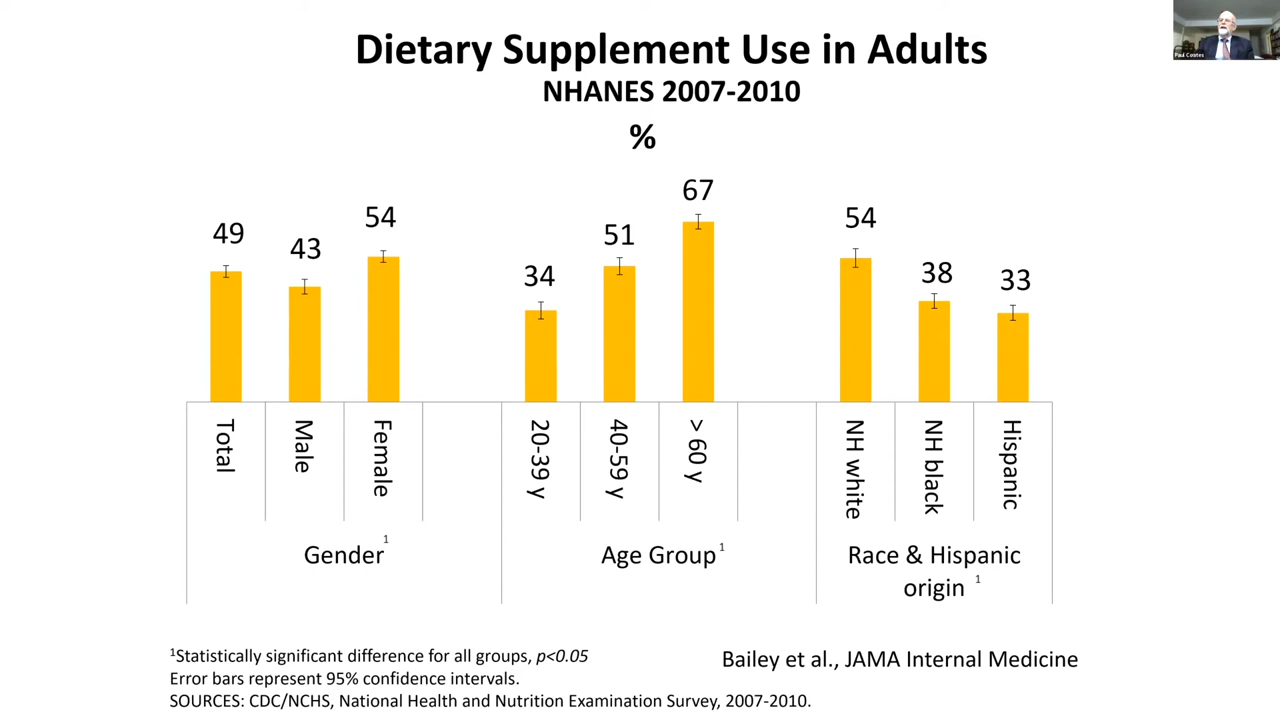 Dietary Supplement Use in Adults
NHANES 2007-2010
%
Paul Coates
49
43
54
34
51
67
54
38
33
Total
Male
Female
20-39 y
40-59 y
> 60 y
NH white
NH black
Hispanic
Gender¹
Age Group¹
Race & Hispanic
origin ¹
¹Statistically significant difference for all groups, p<0.05
Error bars represent 95% confidence intervals.
SOURCES: CDC/NCHS, National Health and Nutrition Examination Survey, 2007-2010.
Bailey et al., JAMA Internal Medicine